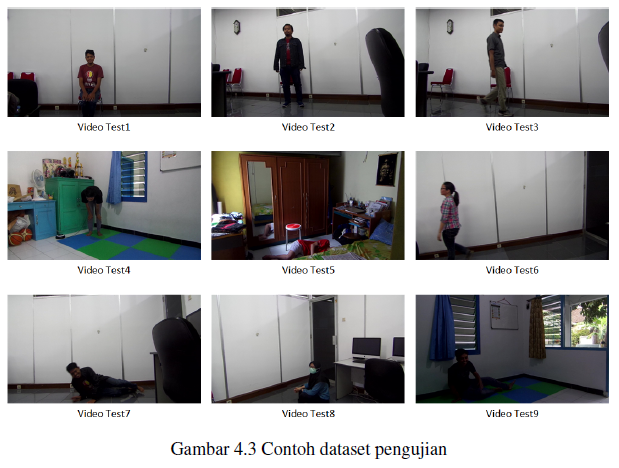 Video Test1
Video Test2
Video Test3
Video Test4
Video Test5
Video Test6
Video Test7
Video Test8
Video Test9
Gambar 4.3 Contoh dataset pengujian